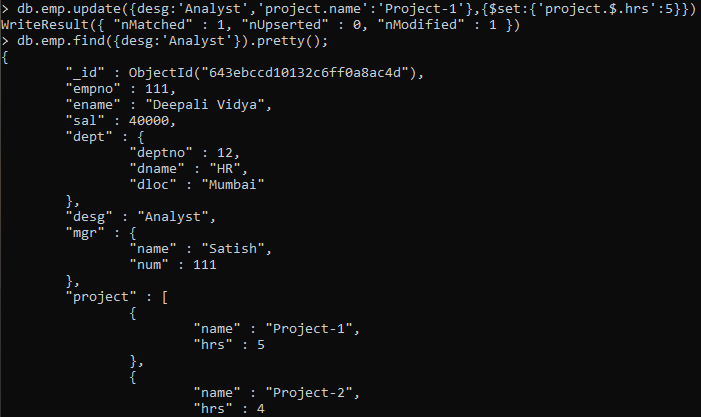 > db.emp.update({desg:'Analyst','project.name':'Project-1'},{$set:{'project.$.hrs':5}})
WriteResult({ "nMatched" : 1, "nUpserted" : 0, "nModified" : 1 })
> db.emp.find({desg:'Analyst'}).pretty();
{
        "_id" : ObjectId("643ebccd10132c6ff0a8ac4d"),
        "empno" : 111,
        "ename" : "Deepali Vidya",
        "sal" : 40000,
        "dept" : {
                "deptno" : 12,
                "dname" : "HR",
                "dloc" : "Mumbai"
        },
        "desg" : "Analyst",
        "mgr" : {
                "name" : "Satish",
                "num" : 111
        },
        "project" : [
                {
                        "name" : "Project-1",
                        "hrs" : 5
                },
                {
                        "name" : "Project-2",
                        "hrs" : 4